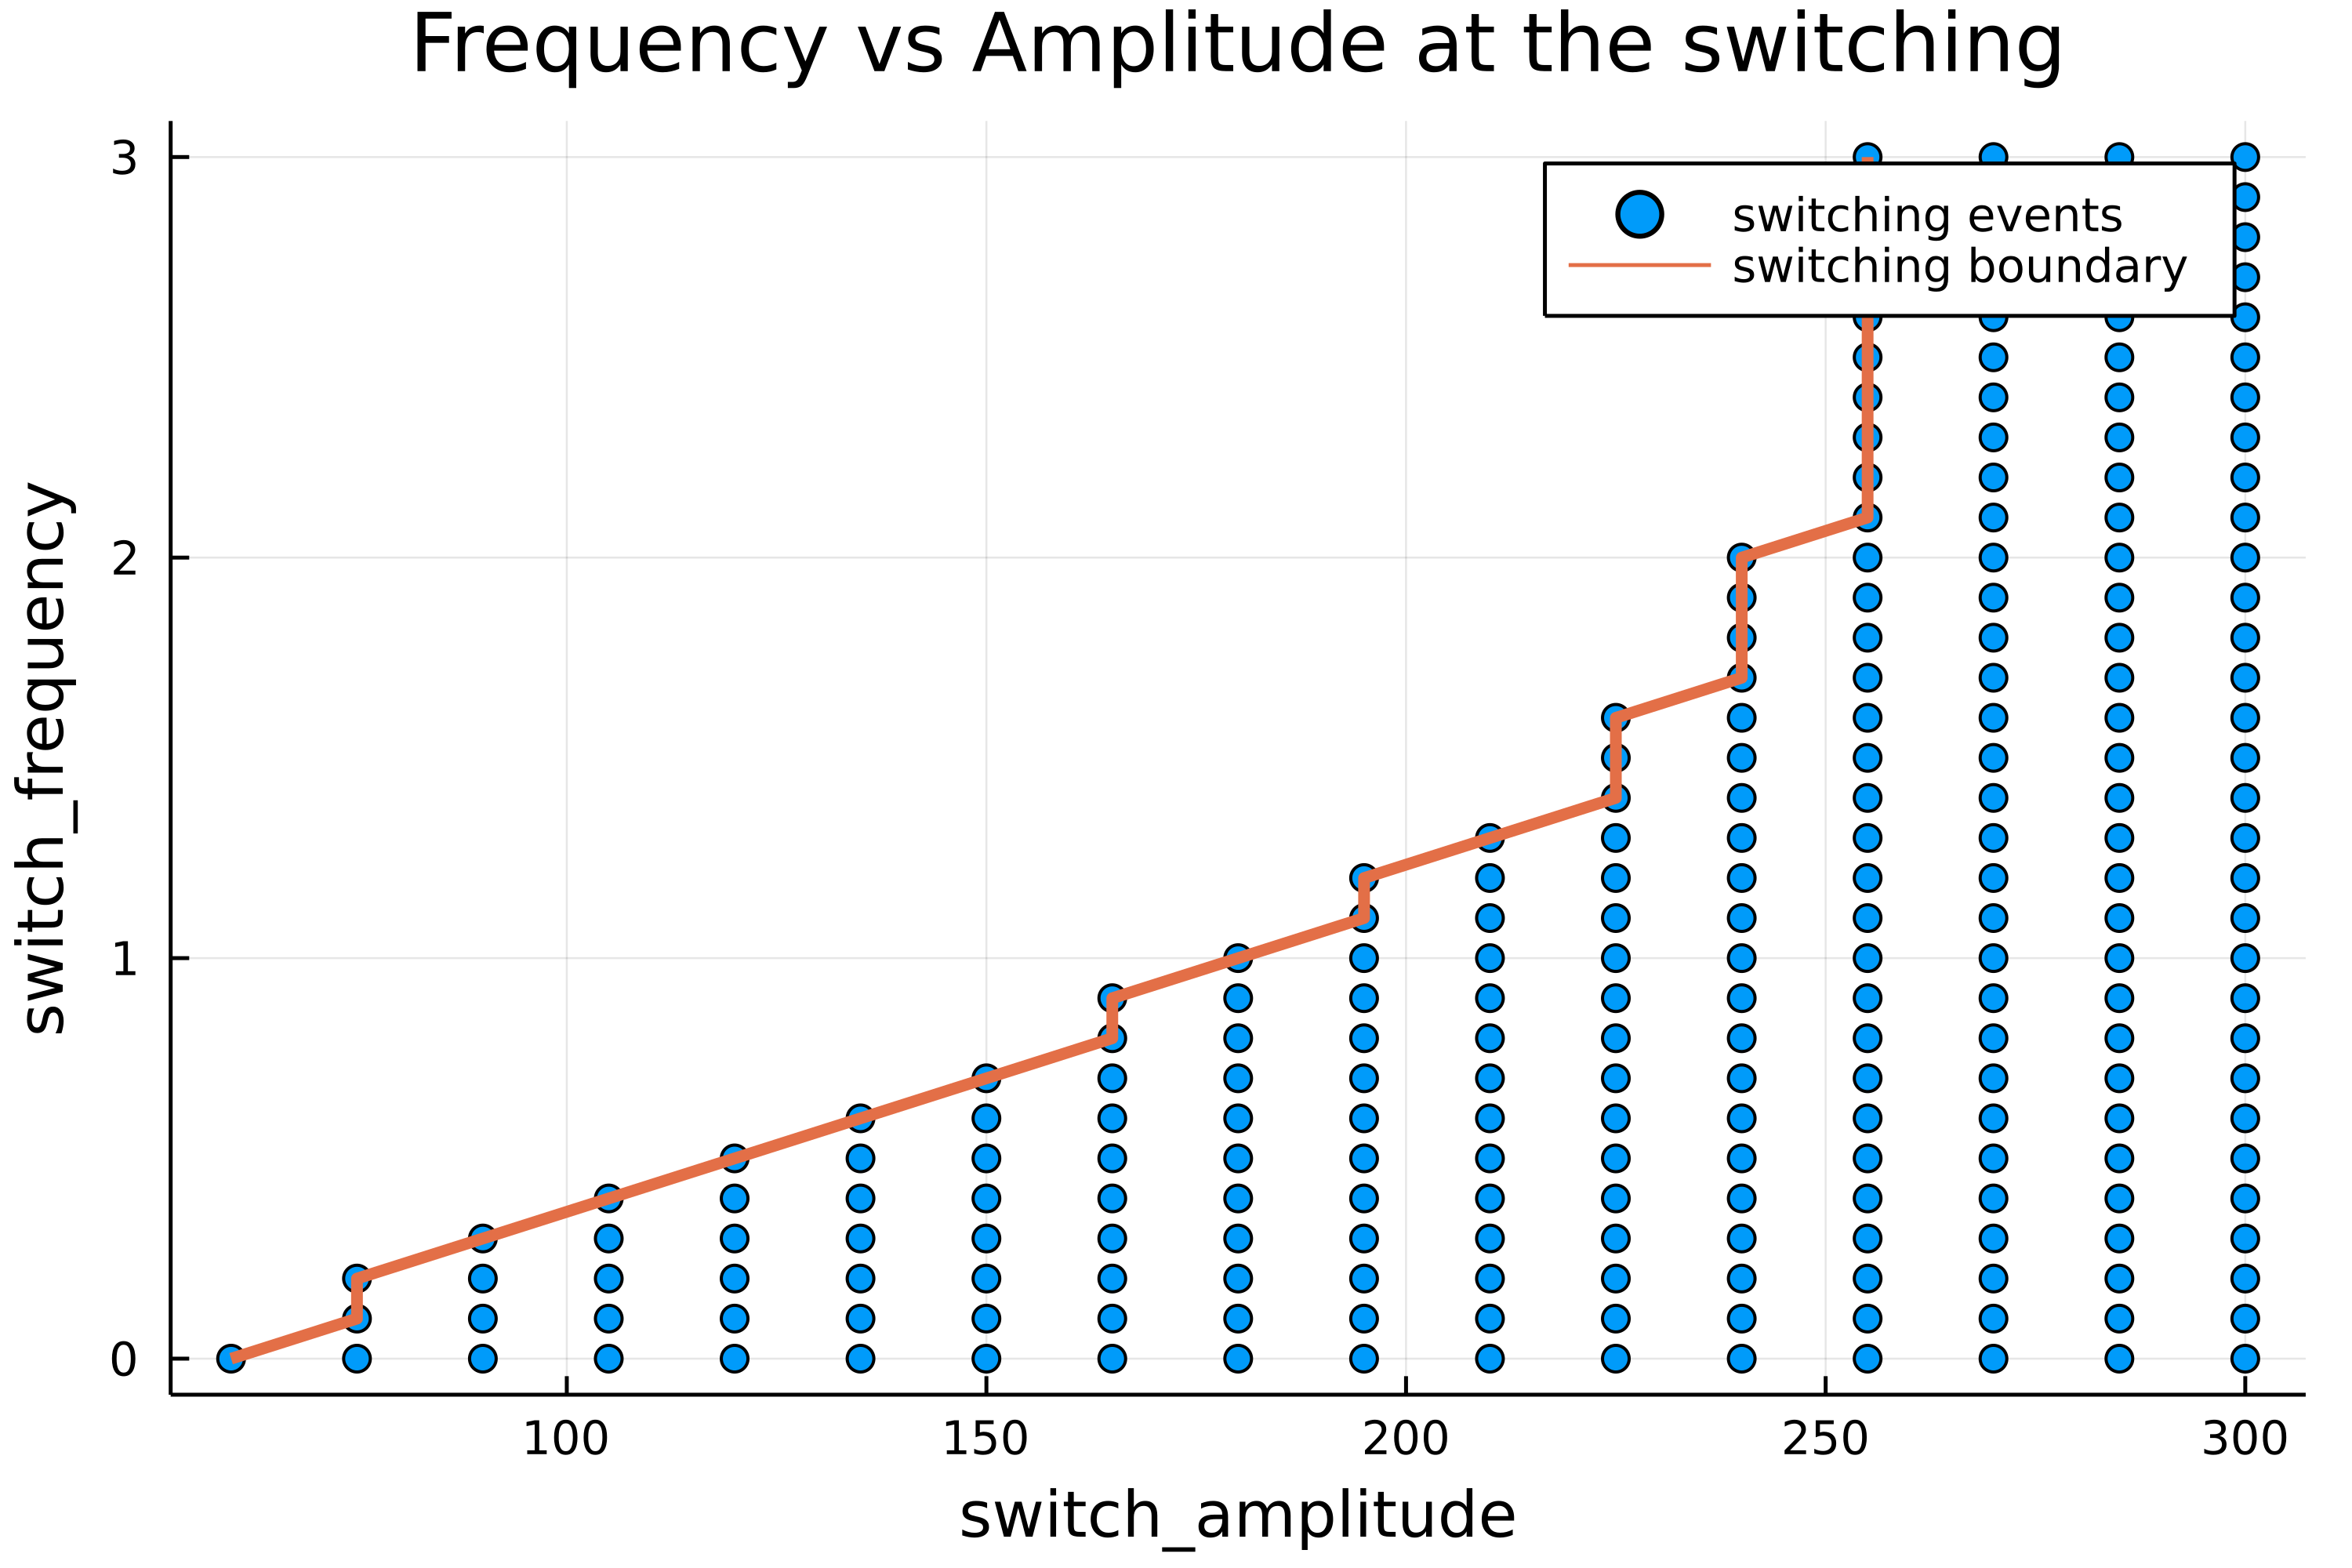 Frequency vs Amplitude at the switching
switch_frequency
3
2
1
0
switching events
switching boundary
100
150
200
250
300
switch_amplitude